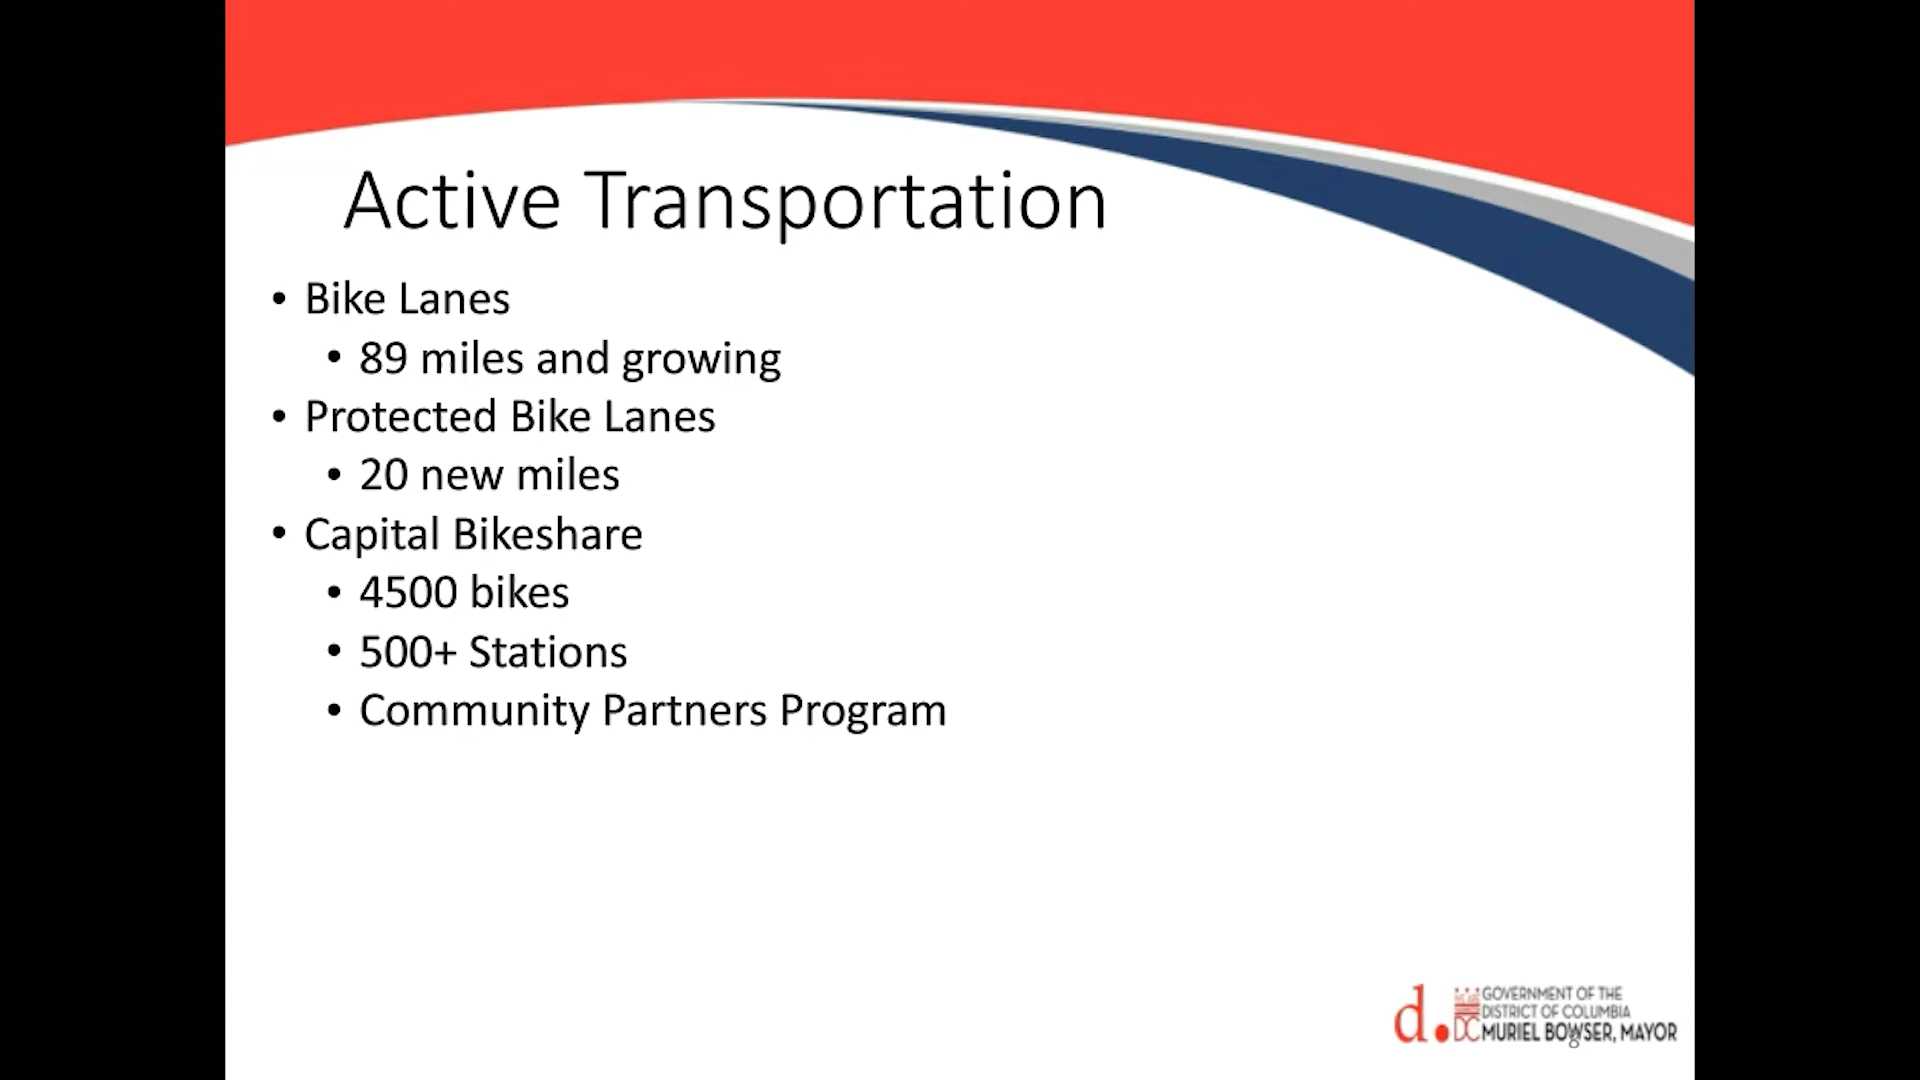 Active Transportation
• Bike Lanes
• 89 miles and growing
• Protected Bike Lanes
• 20 new miles
• Capital Bikeshare
• 4500 bikes
• 500+ Stations
• Community Partners Program
d.
DC
GOVERNMENT OF THE
DISTRICT OF COLUMBIA
MURIEL BOWSER, MAYOR